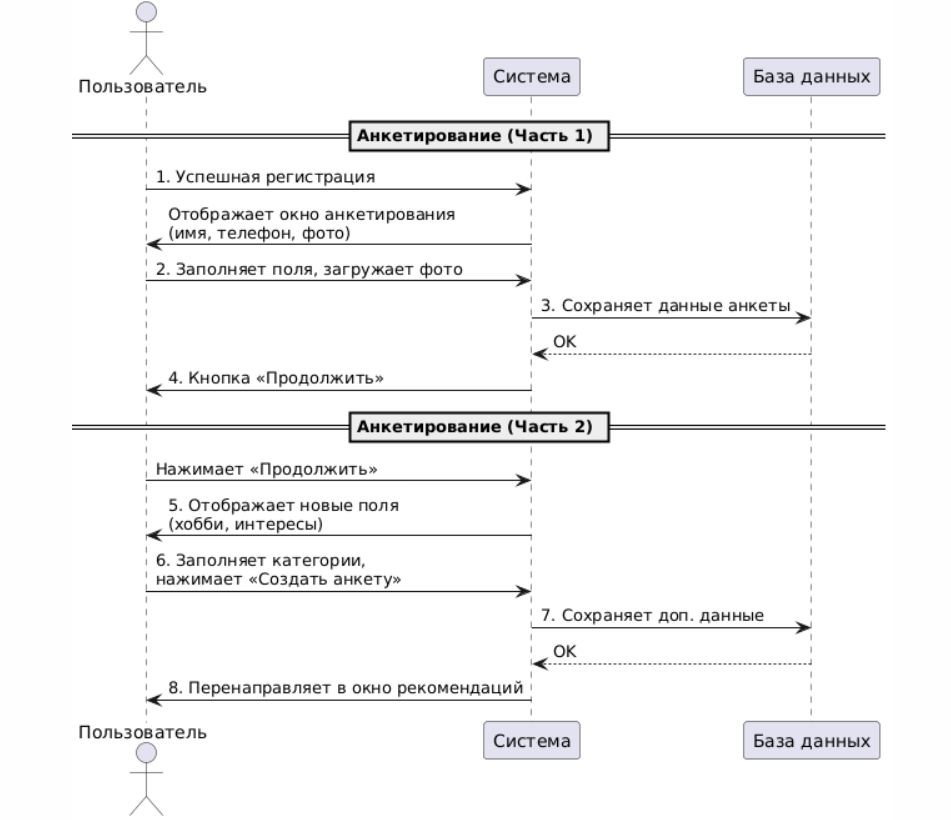 Пользователь
Система
База данных
Анкетирование (Часть 1)
1. Успешная регистрация
Отображает окно анкетирования
(имя, телефон, фото)
2. Заполняет поля, загружает фото
3. Сохраняет данные анкеты
OK
4. Кнопка «Продолжить»
Анкетирование (Часть 2)
Нажимает «Продолжить»
5. Отображает новые поля
(хобби, интересы)
6. Заполняет категории,
нажимает «Создать анкету»
7. Сохраняет доп. данные
OK
8. Перенаправляет в окно рекомендаций
Пользователь
Система
База данных